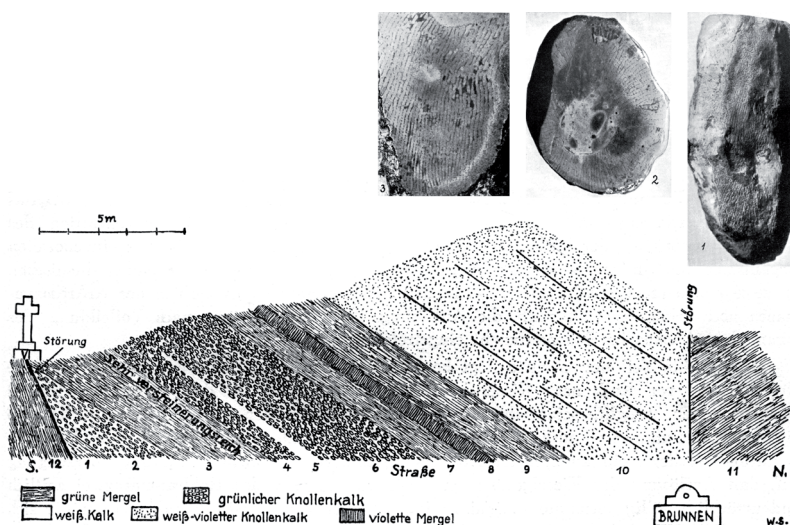 3
2
1
5m
Störung
Störung
Sehr versteinerungsreich
S. 12 1 2 3 4 5 6 Straße 7 8 9 10 11 N.
grüne Mergel
grünlicher Knollenkalk
weiß. Kalk
weiß-violetter Knollenkalk
violette Mergel
BRUNNEN
W-S.